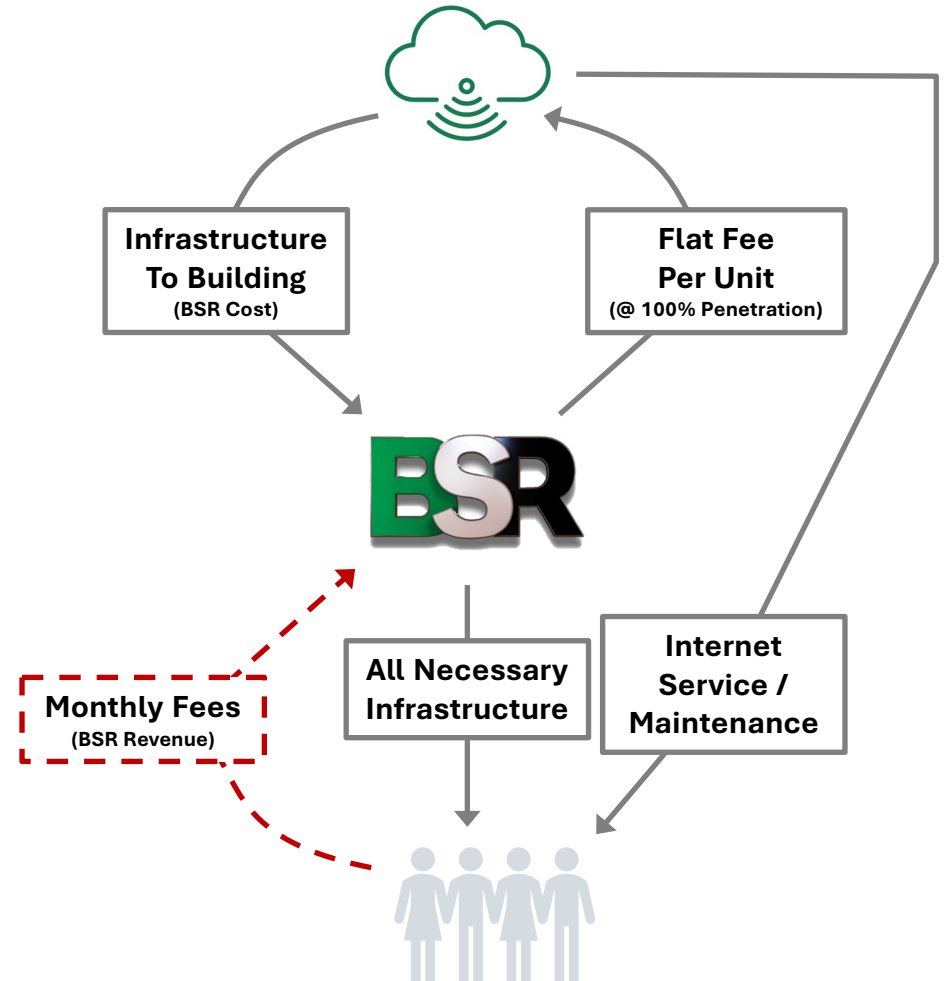 Infrastructure
To Building
(BSR Cost)
Flat Fee
Per Unit
(@ 100% Penetration)
BSR
Monthly Fees
(BSR Revenue)
All Necessary
Infrastructure
Internet
Service /
Maintenance